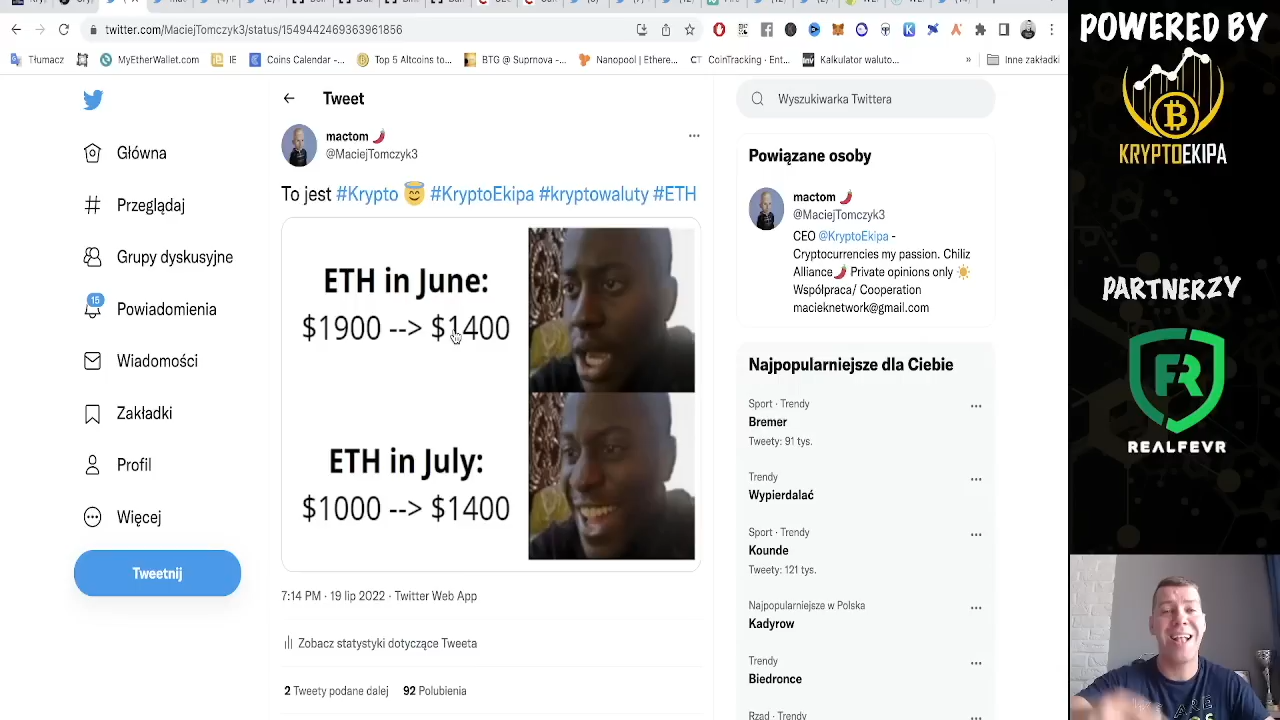 twitter.com/MaciejTomczyk3/status/1549442469363961856
Tłumacz
MyEtherWallet.com
IE
Coins Calendar -...
Top 5 Altcoins to...
BTG @ Suprnova -...
Nanopool | Ethere...
CoinTracking · Ent...
Kalkulator waluto...
»
Inne zakładki
Główna
Przeglądaj
Grupy dyskusyjne
15
Powiadomienia
Wiadomości
Zakładki
Profil
Więcej
Tweetnij
Tweet
mactom
@MaciejTomczyk3
To jest #Krypto 😇 #KryptoEkipa #kryptowaluty #ETH
ETH in June:
$1900 --> $1400
ETH in July:
$1000 --> $1400
7:14 PM · 19 lip 2022 · Twitter Web App
Zobacz statystyki dotyczące Tweeta
2 Tweety podane dalej 92 Polubienia
Wyszukiwarka Twittera
Powiązane osoby
mactom
@MaciejTomczyk3
CEO @KryptoEkipa -
Cryptocurrencies my passion. Chiliz
Alliance🌶️ Private opinions only ☀️
Współpraca/ Cooperation
macieknetwork@gmail.com
Najpopularniejsze dla Ciebie
Sport · Trendy
Bremer
Tweety: 91 tys.
Trendy
Wypierdalać
Sport · Trendy
Kounde
Tweety: 121 tys.
Najpopularniejsze w Polska
Kadyrow
Trendy
Biedronce
Rząd · Trendy
POWERED BY
KRYPTOEKIPA
PARTNERZY
FR
REALFEVR